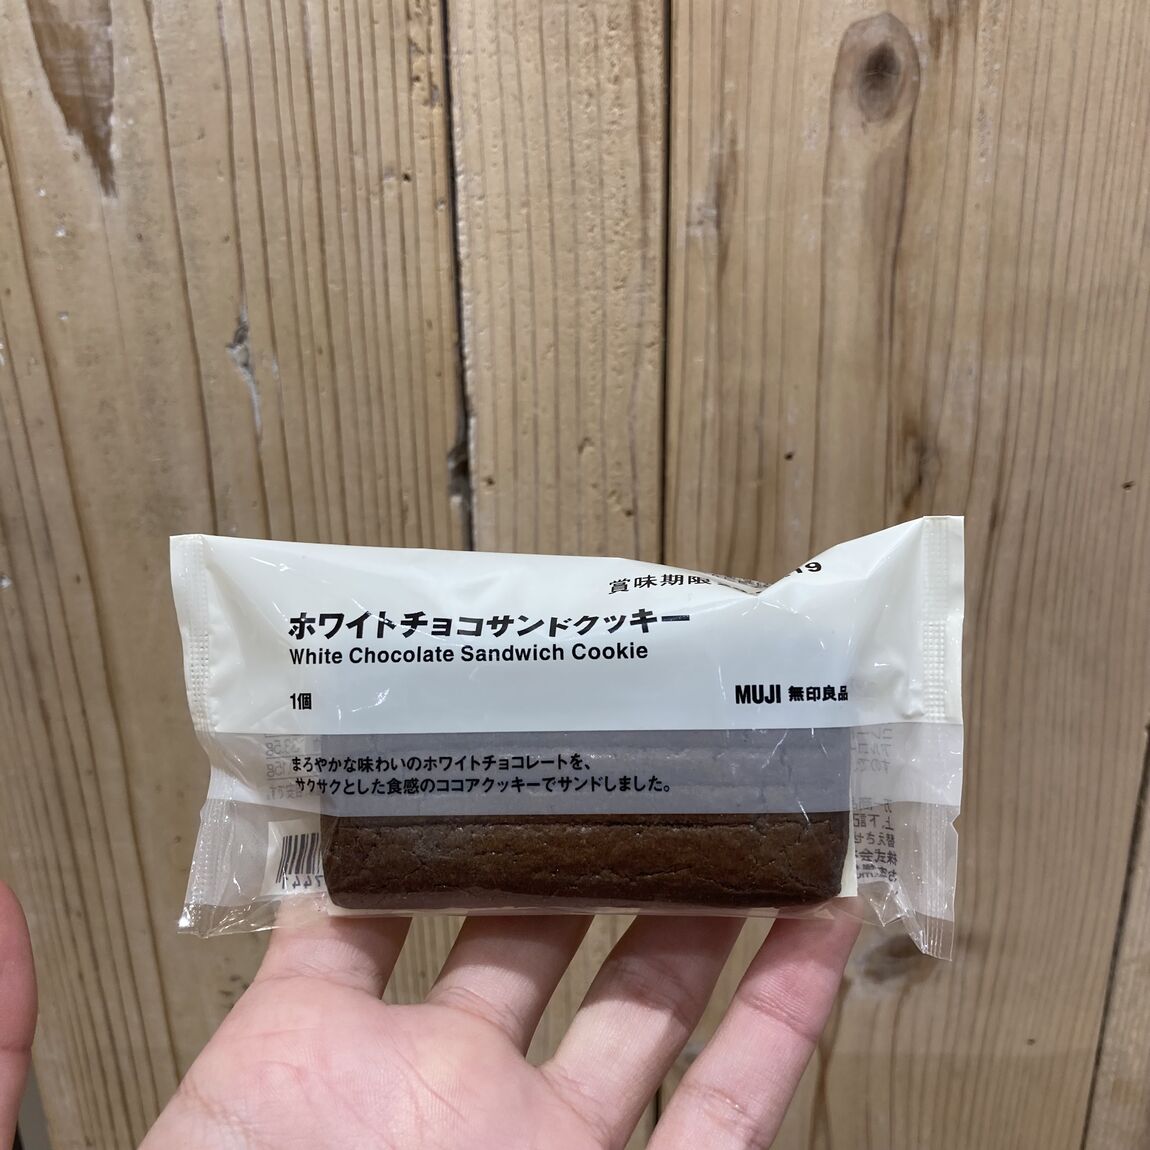 賞味期限
ホワイトチョコサンドクッキー
White Chocolate Sandwich Cookie
1個
MUJI 無印良品
まろやかな味わいのホワイトチョコレートを、
サクサクとした食感のココアクッキーでサンドしました。